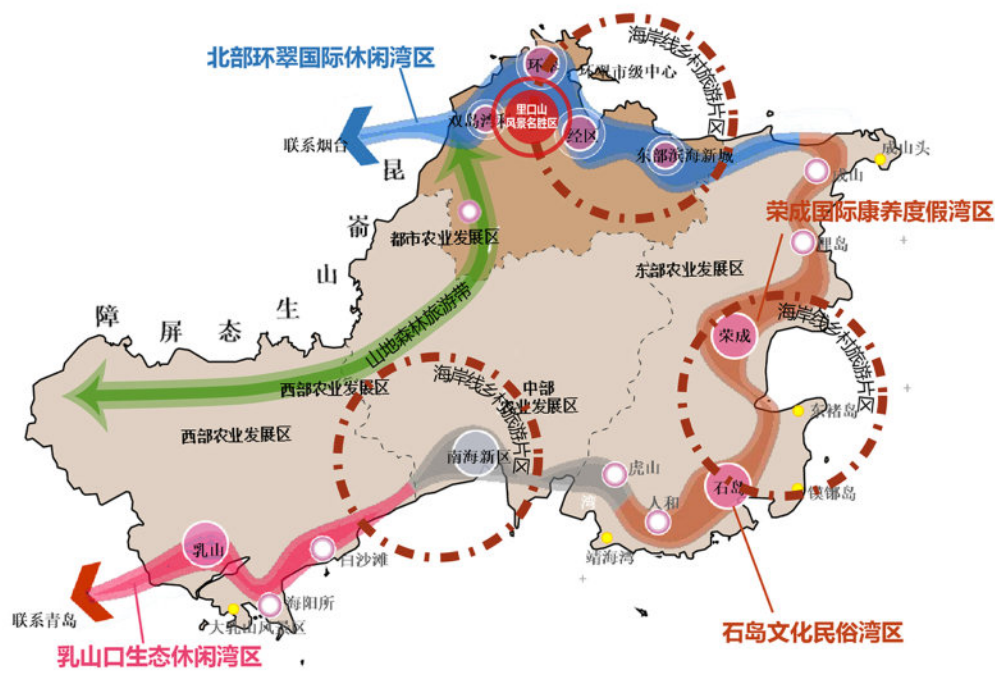 海岸线乡村旅游片区
北部环翠国际休闲湾区
环翠市级中心
里口山
风景名胜区
双岛湾
经区
联系烟台
东部滨海新城
成山头
成山
昆嵛山生态屏障
荣成国际康养度假湾区
都市农业发展区
俚岛
东部农业发展区
山地森林旅游带
海岸线乡村旅游片区
荣成
海岸线乡村旅游片区
西部农业发展区
中部
农业发展区
东褚岛
西部农业发展区
南海新区
虎山
石岛
镆铘岛
人和
湾
乳山
白沙滩
靖海湾
海阳所
联系青岛
大乳山风景区
石岛文化民俗湾区
乳山口生态休闲湾区